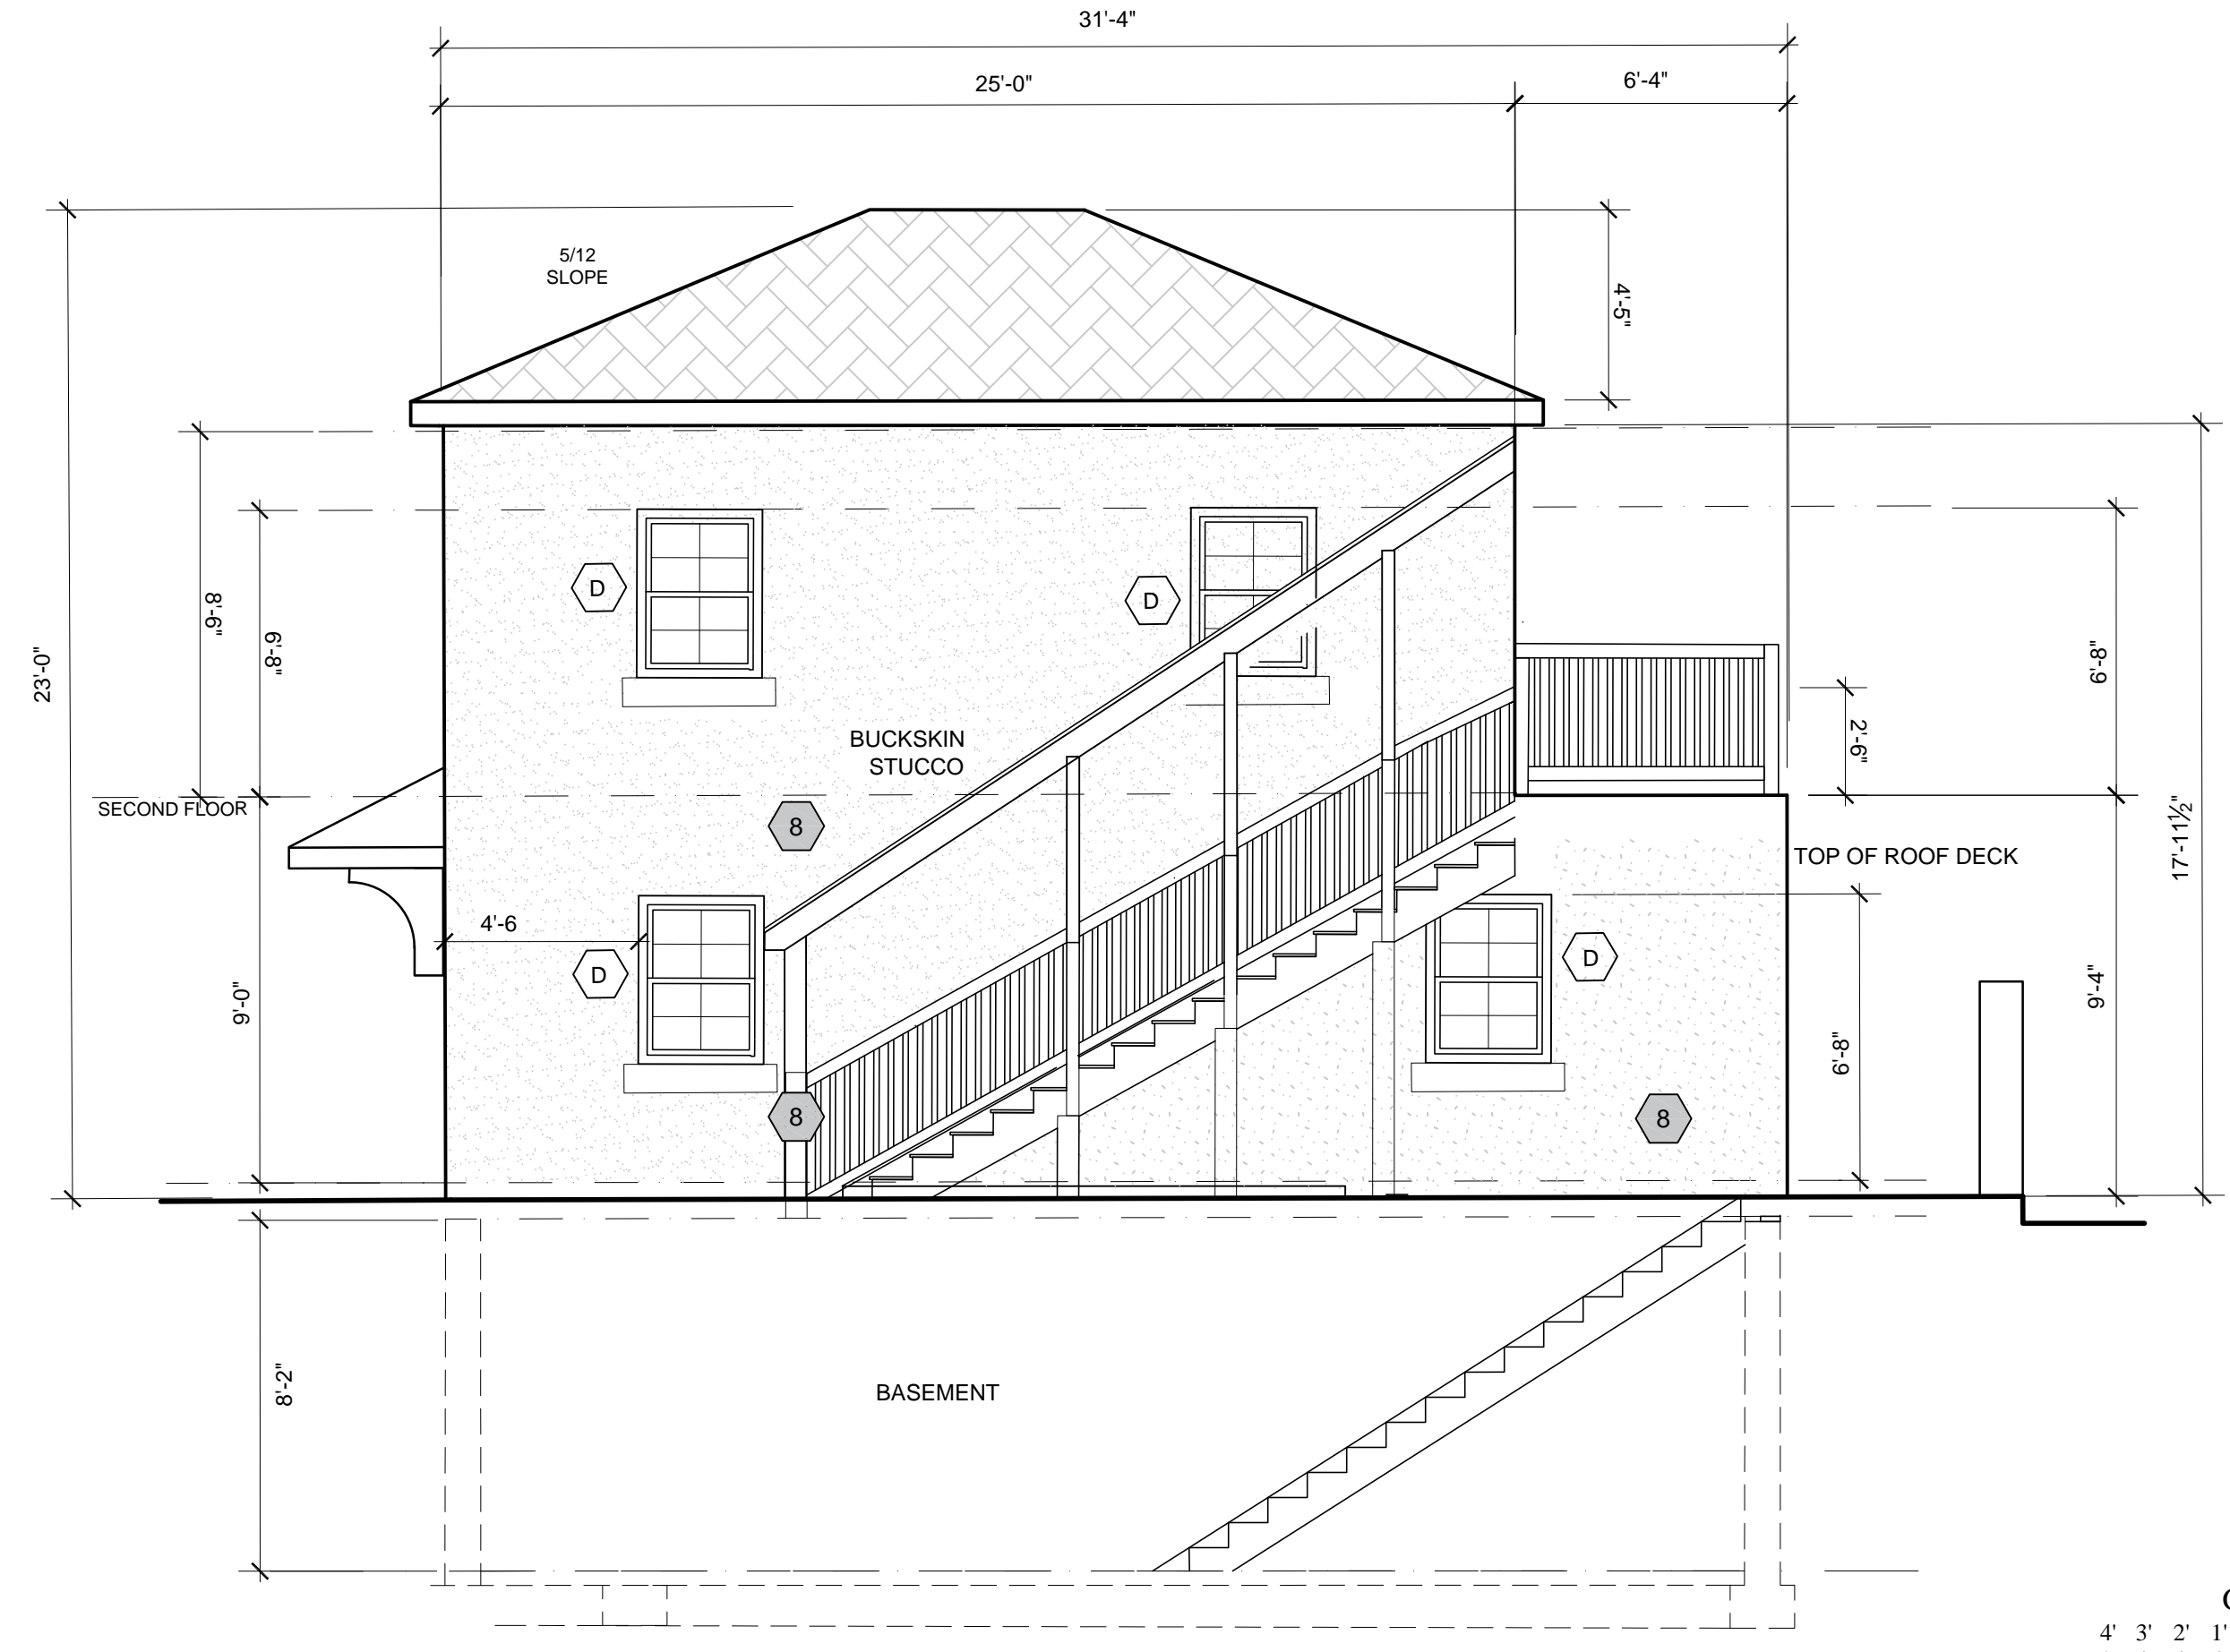 31'-4"
25'-0"
6'-4"
5/12
SLOPE
4'-5"
8'-6"
6'-8"
23'-0"
D
D
6'-8"
2'-6"
BUCKSKIN
STUCCO
SECOND FLOOR
8
17'-11½"
TOP OF ROOF DECK
4'-6
D
D
9'-0"
9'-4"
6'-8"
8
8
8'-2"
BASEMENT
4' 3' 2' 1'